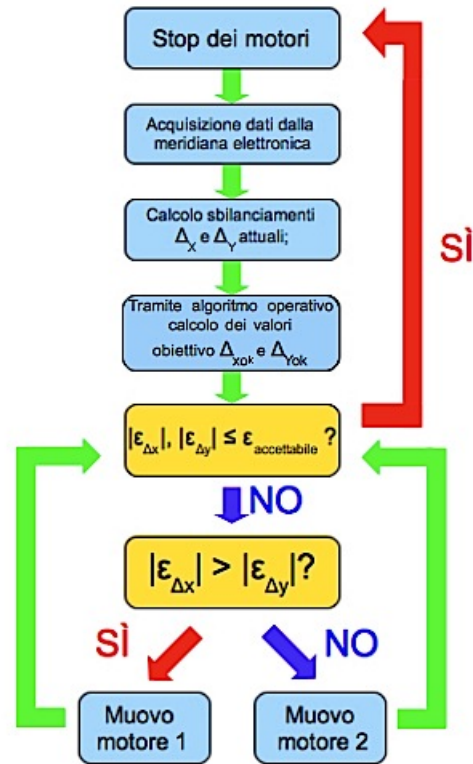 Stop dei motori
Acquisizione dati dalla
meridiana elettronica
Calcolo sbilanciamenti
Δx e ΔY attuali;
Tramite algoritmo operativo
calcolo dei valori
obiettivo Δxok e ΔYok
SÌ
|εΔx|, |εΔy| ≤ εaccettabile ?
NO
|εΔx| > |εΔy|?
SÌ
NO
Muovo
motore 1
Muovo
motore 2